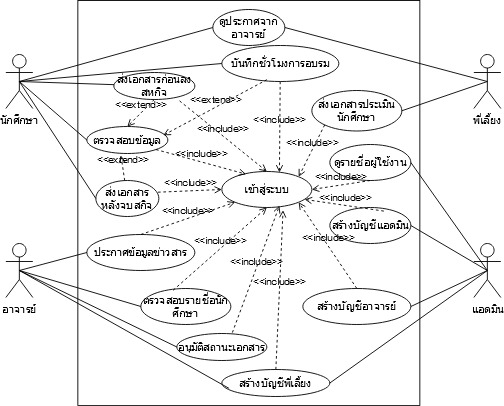 ดูประกาศจาก
อาจารย์
บันทึกชั่วโมงการอบรม
ส่งเอกสารก่อนลง
สหกิจ
<<extend>>
<<extend>>
ส่งเอกสารประเมิน
นักศึกษา
นักศึกษา
พี่เลี้ยง
<<include>>
<<include>>
<<include>>
ตรวจสอบข้อมูล
<<include>>
<<extend>>
ดูรายชื่อผู้ใช้งาน
<<include>>
<<include>>
เข้าสู่ระบบ
ส่งเอกสาร
หลังจบสกิจ
<<include>>
<<include>>
สร้างบัญชีแอดมิน
<<include>>
<<include>>
ประกาศข้อมูลข่าวสาร
<<include>>
<<include>>
<<include>>
ตรวจสอบรายชื่อนัก
ศึกษา
สร้างบัญชีอาจารย์
อาจารย์
แอดมิน
อนุมัติสถานะเอกสาร
สร้างบัญชีพี่เลี้ยง